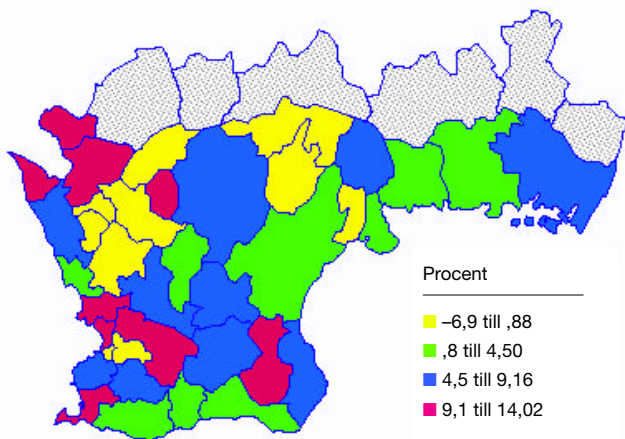 Procent
–6,9 till ,88
,8 till 4,50
4,5 till 9,16
9,1 till 14,02